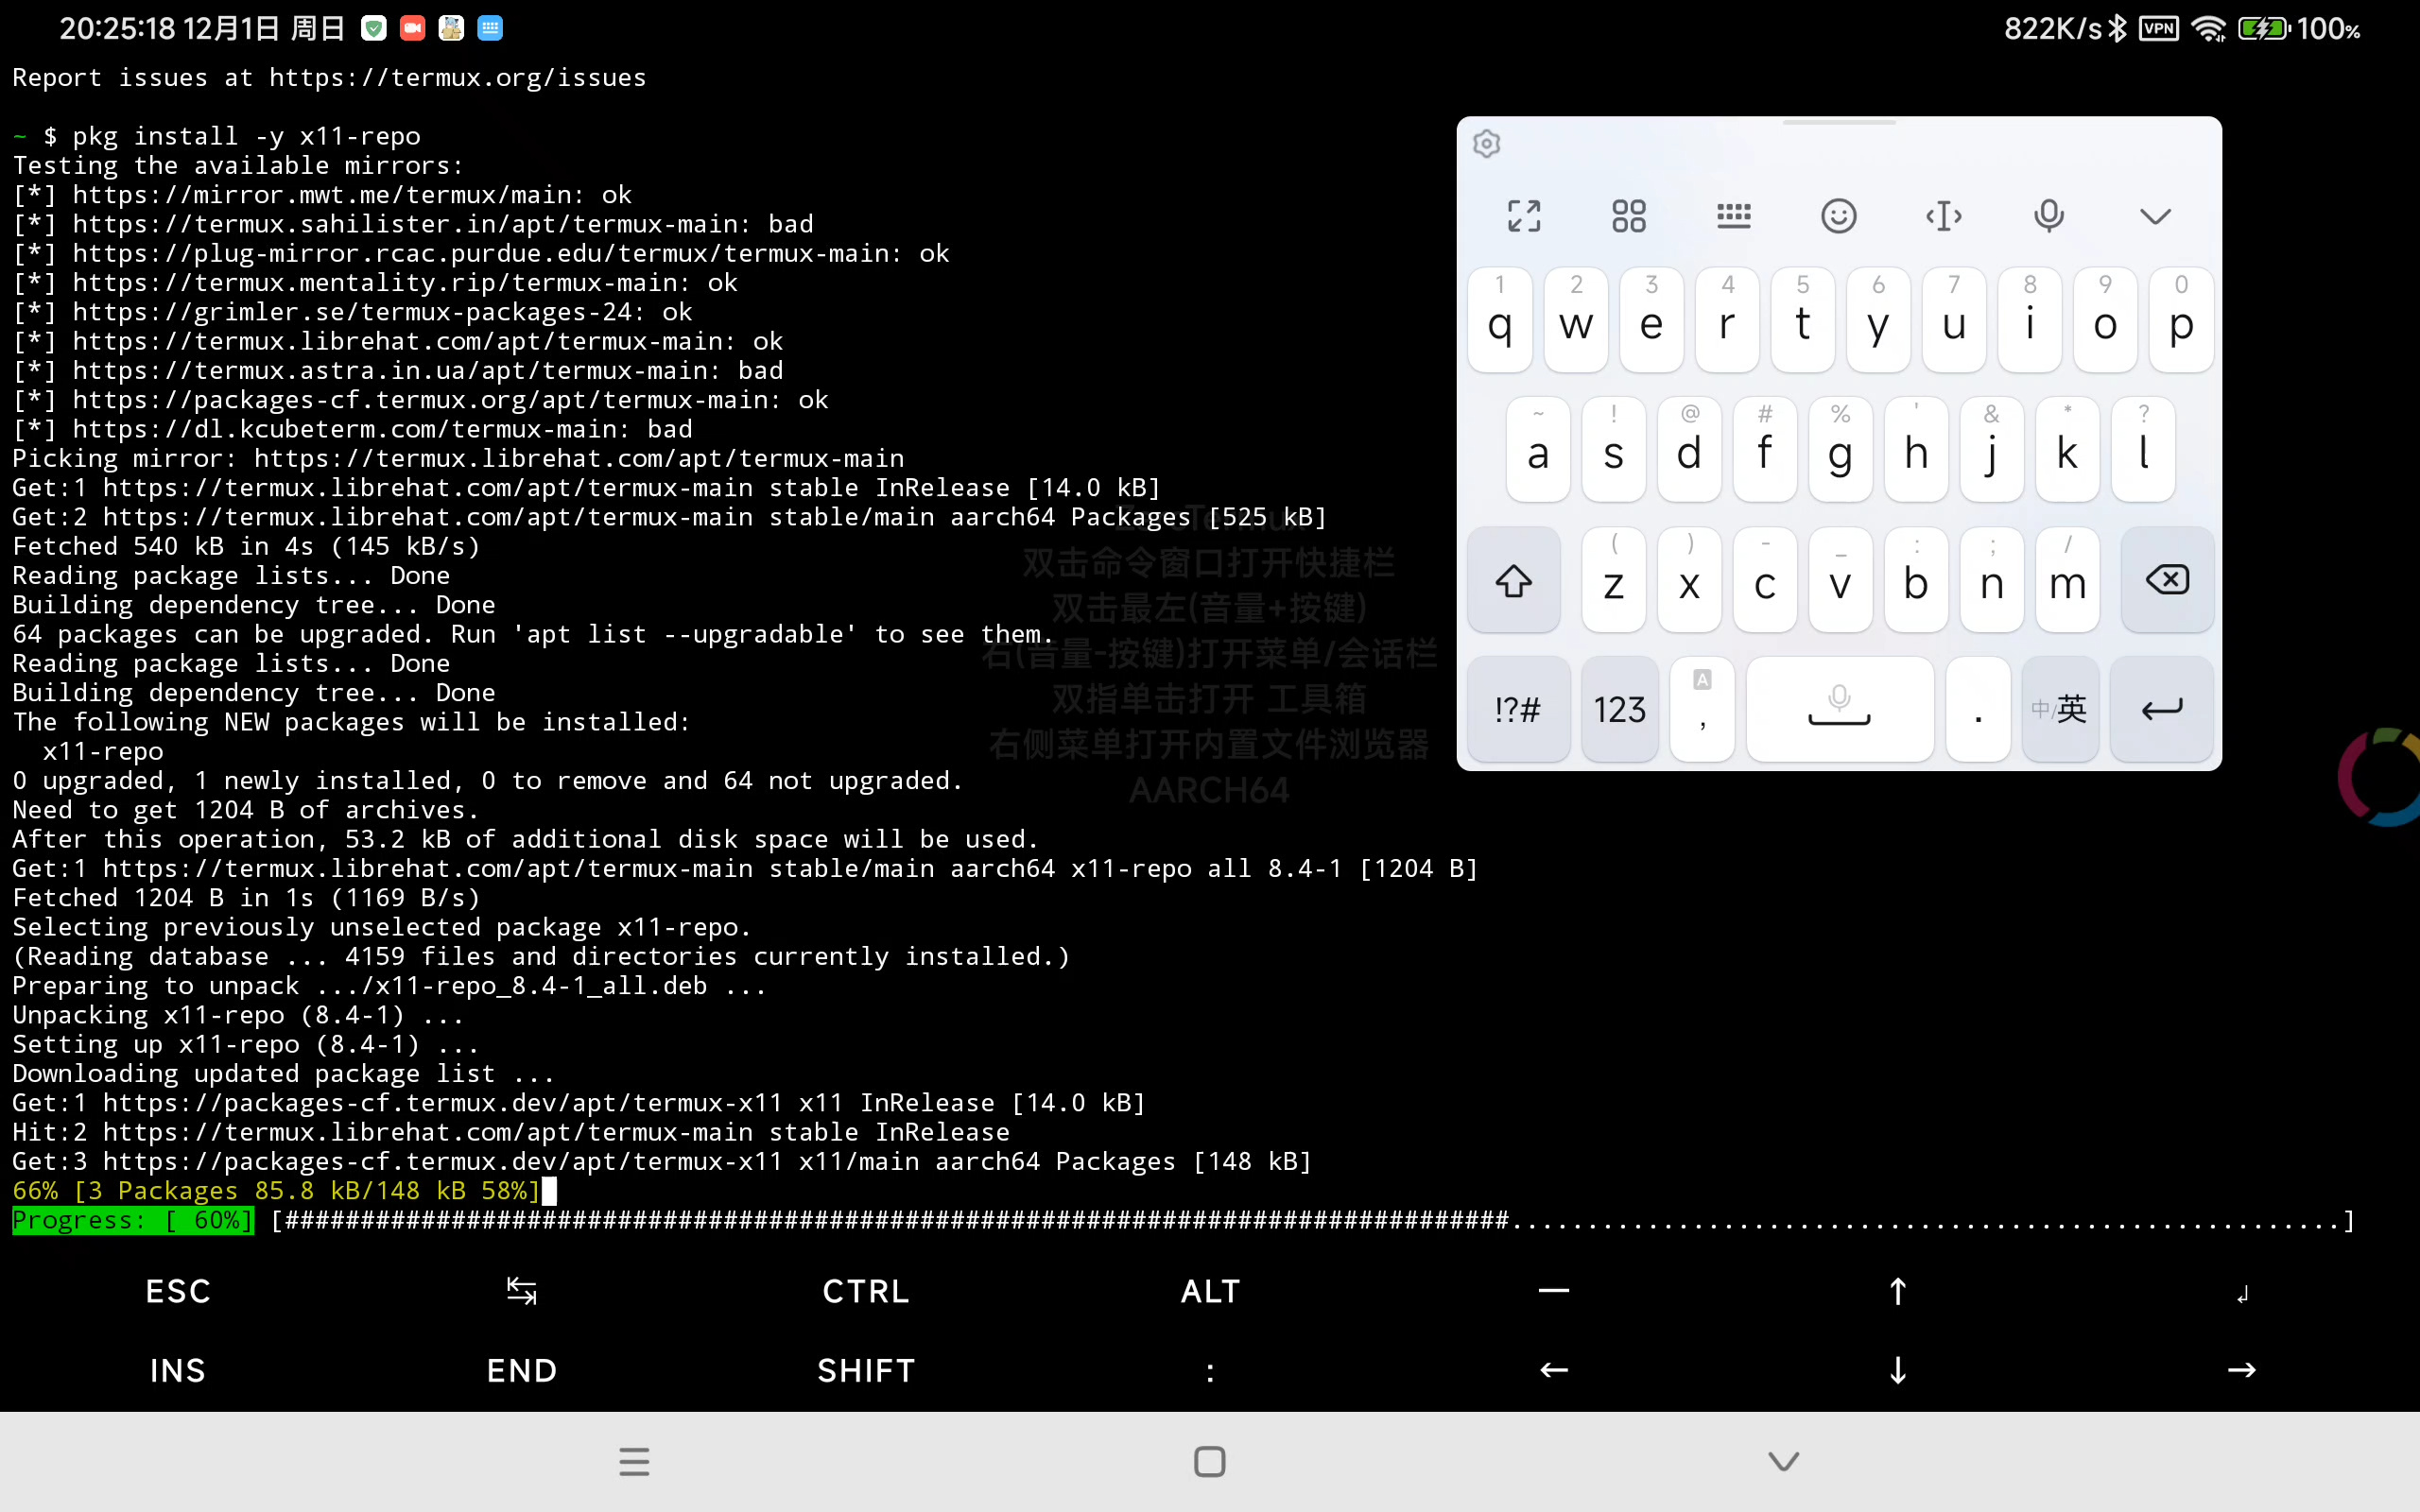 20:25:18 12月1日 周日
822K/s VPN 100%
Report issues at https://termux.org/issues
~ $ pkg install -y x11-repo
Testing the available mirrors:
[*] https://mirror.mwt.me/termux/main: ok
[*] https://termux.sahilister.in/apt/termux-main: bad
[*] https://plug-mirror.rcac.purdue.edu/termux/termux-main: ok
[*] https://termux.mentality.rip/termux-main: ok
[*] https://grimler.se/termux-packages-24: ok
[*] https://termux.librehat.com/apt/termux-main: ok
[*] https://termux.astra.in.ua/apt/termux-main: bad
[*] https://packages-cf.termux.org/apt/termux-main: ok
[*] https://dl.kcubeterm.com/termux-main: bad
Picking mirror: https://termux.librehat.com/apt/termux-main
Get:1 https://termux.librehat.com/apt/termux-main stable InRelease [14.0 kB]
Get:2 https://termux.librehat.com/apt/termux-main stable/main aarch64 Packages [525 kB]
Fetched 540 kB in 4s (145 kB/s)
Reading package lists... Done
Building dependency tree... Done
64 packages can be upgraded. Run 'apt list --upgradable' to see them.
Reading package lists... Done
Building dependency tree... Done
The following NEW packages will be installed:
x11-repo
0 upgraded, 1 newly installed, 0 to remove and 64 not upgraded.
Need to get 1204 B of archives.
After this operation, 53.2 kB of additional disk space will be used.
Get:1 https://termux.librehat.com/apt/termux-main stable/main aarch64 x11-repo all 8.4-1 [1204 B]
Fetched 1204 B in 1s (1169 B/s)
Selecting previously unselected package x11-repo.
(Reading database ... 4159 files and directories currently installed.)
Preparing to unpack .../x11-repo_8.4-1_all.deb ...
Unpacking x11-repo (8.4-1) ...
Setting up x11-repo (8.4-1) ...
Downloading updated package list ...
Get:1 https://packages-cf.termux.dev/apt/termux-x11 x11 InRelease [14.0 kB]
Hit:2 https://termux.librehat.com/apt/termux-main stable InRelease
Get:3 https://packages-cf.termux.dev/apt/termux-x11 x11/main aarch64 Packages [148 kB]
66% [3 Packages 85.8 kB/148 kB 58%]
Progress: [ 60%] [#################################################################################.......................................................]
ZeroTermux
双击命令窗口打开快捷栏
双击最左(音量+按键)
右(音量-按键)打开菜单/会话栏
双指单击打开 工具箱
右侧菜单打开内置文件浏览器
AARCH64
1 2 3 4 5 6 7 8 9 0
q w e r t y u i o p
~ ! @ # % ' & * ?
a s d f g h j k l
( ) - _ : ; /
z x c v b n m
!?# 123 A , . 中/英
ESC ↹ CTRL ALT — ↑ ↲
INS END SHIFT : ← ↓ →